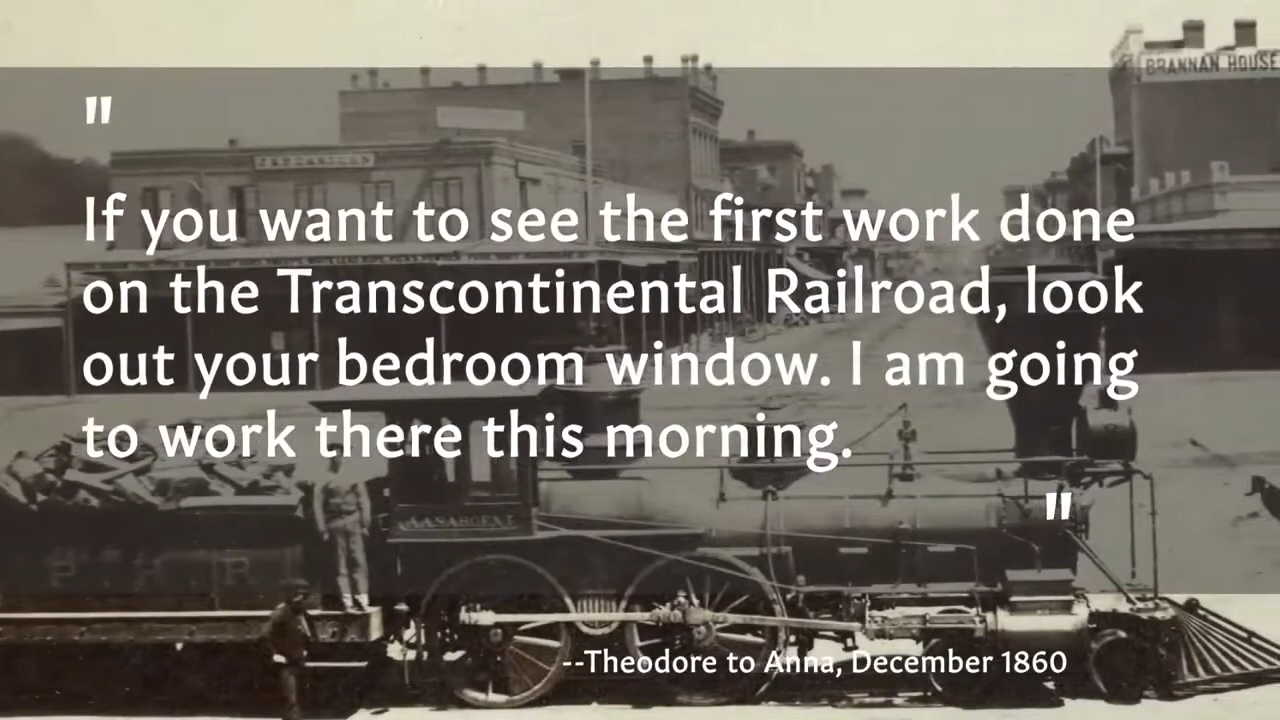 BRANNAN HOUSE
"
If you want to see the first work done
on the Transcontinental Railroad, look
out your bedroom window. I am going
to work there this morning.
"
A.A.SARGENT
C P R R
--Theodore to Anna, December 1860